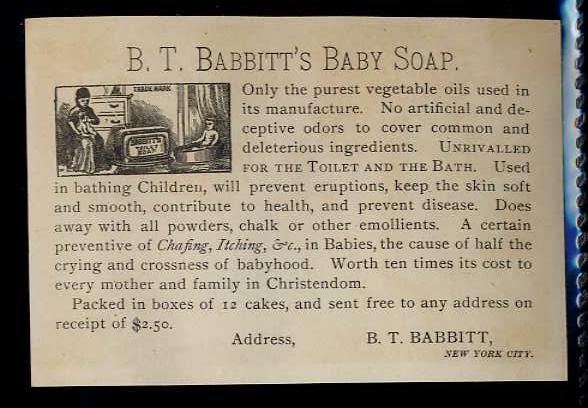 B. T. BABBITT'S BABY SOAP.
TRADE MARK
BABBITT'S
BABY
SOAP
Only the purest vegetable oils used in
its manufacture. No artificial and de-
ceptive odors to cover common and
deleterious ingredients. UNRIVALLED
FOR THE TOILET AND THE BATH. Used
in bathing Children, will prevent eruptions, keep the skin soft
and smooth, contribute to health, and prevent disease. Does
away with all powders, chalk or other emollients. A certain
preventive of Chafing, Itching, &c., in Babies, the cause of half the
crying and crossness of babyhood. Worth ten times its cost to
every mother and family in Christendom.
Packed in boxes of 12 cakes, and sent free to any address on
receipt of $2.50.
Address, B. T. BABBITT,
NEW YORK CITY.